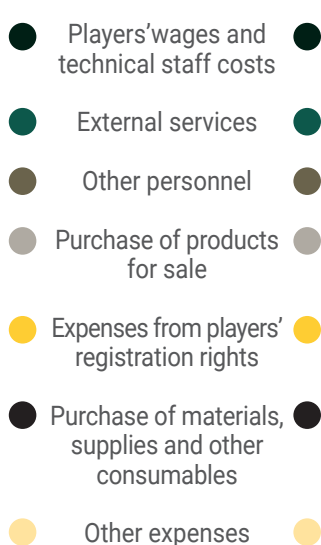 Players’wages and
technical staff costs
External services
Other personnel
Purchase of products
for sale
Expenses from players’
registration rights
Purchase of materials,
supplies and other
consumables
Other expenses